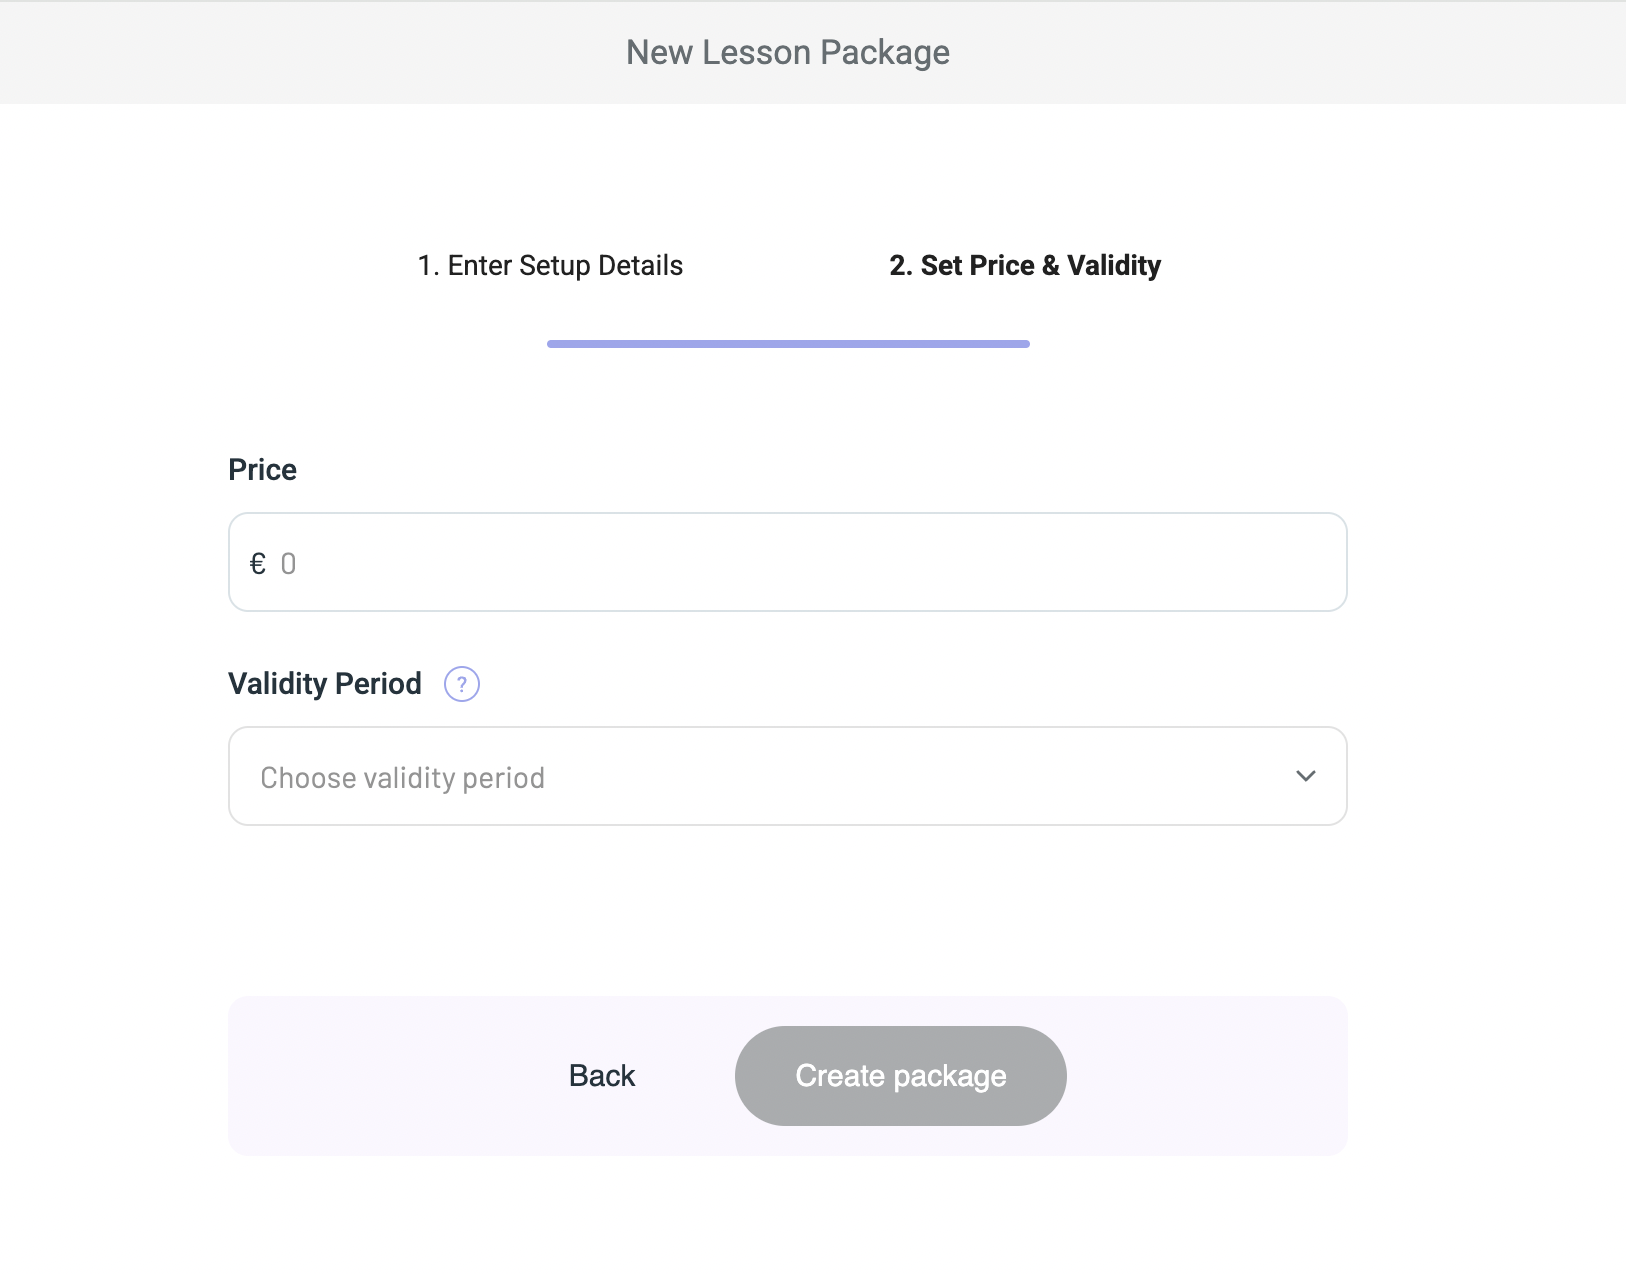 New Lesson Package
1. Enter Setup Details
2. Set Price & Validity
Price
€ 0
Validity Period ?
Choose validity period
Back
Create package